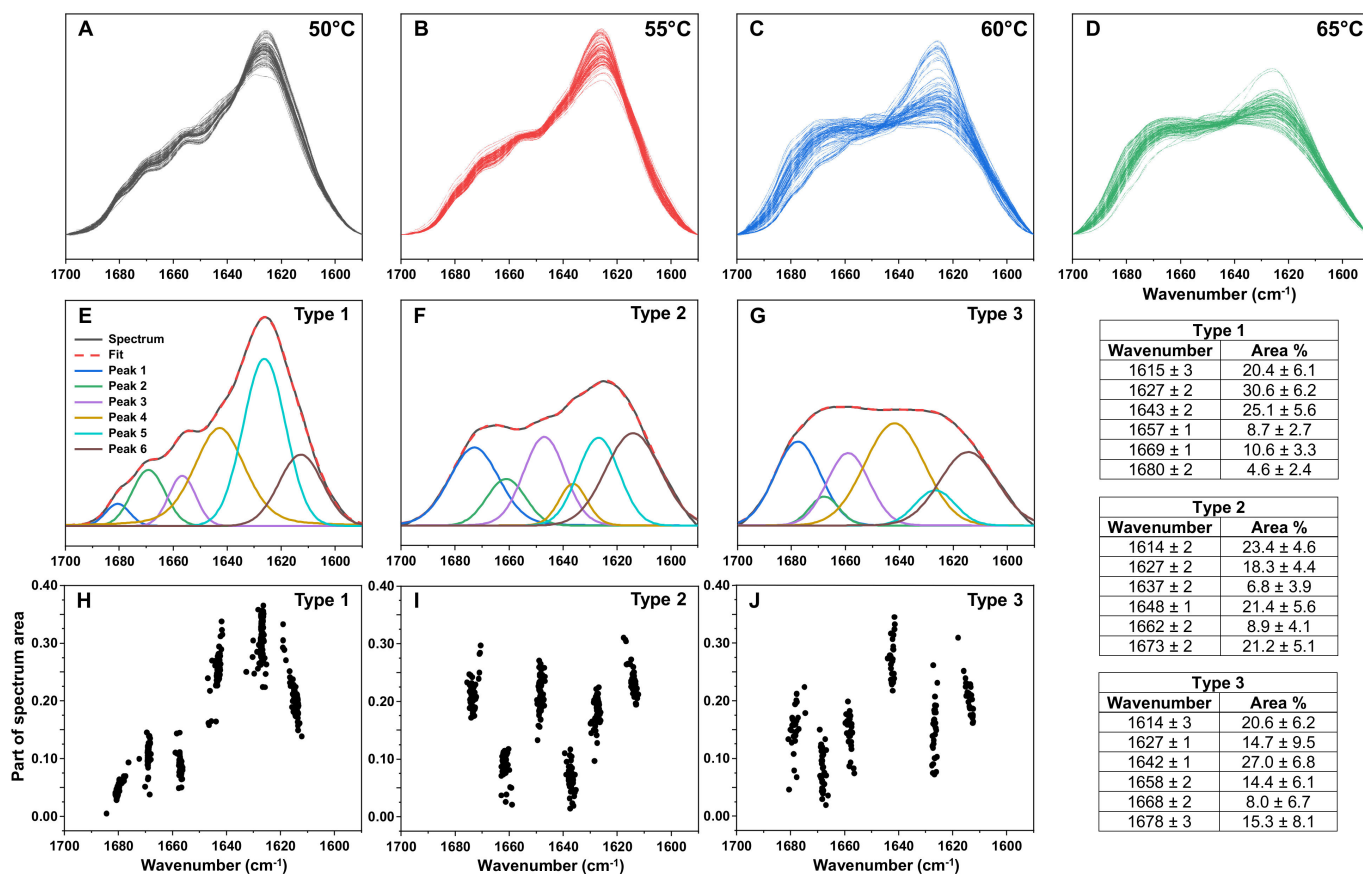 A 50°C
B 55°C
C 60°C
D 65°C
1700 1680 1660 1640 1620 1600
1700 1680 1660 1640 1620 1600
1700 1680 1660 1640 1620 1600
1700 1680 1660 1640 1620 1600
Wavenumber (cm-1)
E Type 1
Spectrum
Fit
Peak 1
Peak 2
Peak 3
Peak 4
Peak 5
Peak 6
1700 1680 1660 1640 1620 1600
F Type 2
1700 1680 1660 1640 1620 1600
G Type 3
1700 1680 1660 1640 1620 1600
Type 1
Wavenumber Area %
1615 ± 3 20.4 ± 6.1
1627 ± 2 30.6 ± 6.2
1643 ± 2 25.1 ± 5.6
1657 ± 1 8.7 ± 2.7
1669 ± 1 10.6 ± 3.3
1680 ± 2 4.6 ± 2.4
Type 2
Wavenumber Area %
1614 ± 2 23.4 ± 4.6
1627 ± 2 18.3 ± 4.4
1637 ± 2 6.8 ± 3.9
1648 ± 1 21.4 ± 5.6
1662 ± 2 8.9 ± 4.1
1673 ± 2 21.2 ± 5.1
Type 3
Wavenumber Area %
1614 ± 3 20.6 ± 6.2
1627 ± 1 14.7 ± 9.5
1642 ± 1 27.0 ± 6.8
1658 ± 2 14.4 ± 6.1
1668 ± 2 8.0 ± 6.7
1678 ± 3 15.3 ± 8.1
Part of spectrum area
0.40
0.30
0.20
0.10
0.00
H Type 1
1700 1680 1660 1640 1620 1600
Wavenumber (cm-1)
0.40
0.30
0.20
0.10
0.00
I Type 2
1700 1680 1660 1640 1620 1600
Wavenumber (cm-1)
0.40
0.30
0.20
0.10
0.00
J Type 3
1700 1680 1660 1640 1620 1600
Wavenumber (cm-1)